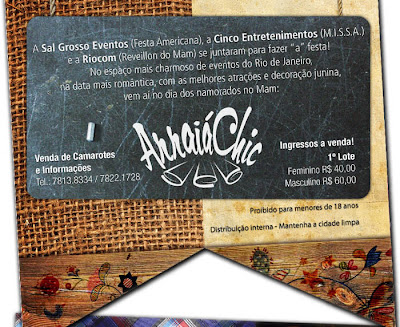 A Sal Grosso Eventos (Festa Americana), a Cinco Entretenimentos (M.I.S.S.A.)
e a Riocom (Reveillon do Mam) se juntaram para fazer "a" festa!
No espaço mais charmoso de eventos do Rio de Janeiro,
na data mais romântica, com as melhores atrações e decoração junina,
vem aí no dia dos namorados no Mam:
Arraiá Chic
Venda de Camarotes
e Informações
Tel.: 7813.8334 / 7822.1728
Ingressos a venda!
1º Lote
Feminino R$ 40,00
Masculino R$ 60,00
Proibido para menores de 18 anos
Distribuição interna - Mantenha a cidade limpa